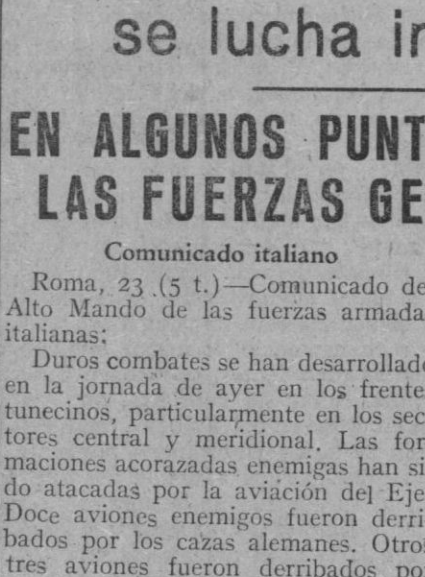 se lucha in
EN ALGUNOS PUNT
LAS FUERZAS GE
Comunicado italiano
Roma, 23 (5 t.)—Comunicado de
Alto Mando de las fuerzas armada
italianas:
Duros combates se han desarrollado
en la jornada de ayer en los frente
tunecinos, particularmente en los sec
tores central y meridional. Las for
maciones acorazadas enemigas han si
do atacadas por la aviación del Eje
Doce aviones enemigos fueron derri
bados por los cazas alemanes. Otros
tres aviones fueron derribados por